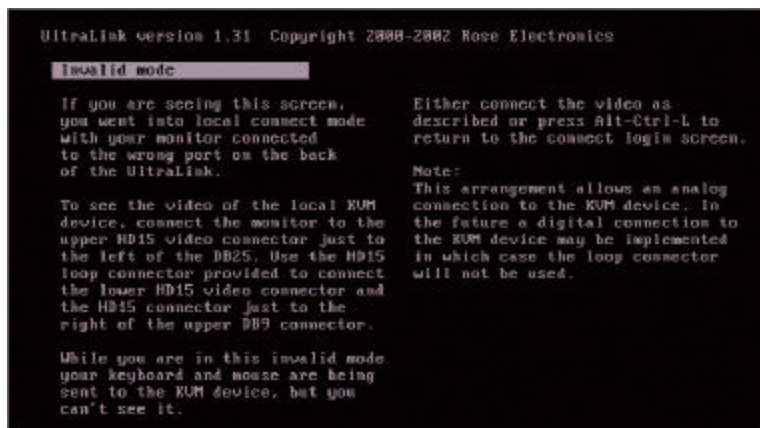 UltraLink version 1.31 Copyright 2000-2002 Rose Electronics
Invalid mode
If you are seeing this screen,
you went into local connect mode
with your monitor connected
to the wrong port on the back
of the UltraLink.
To see the video of the local KVM
device, connect the monitor to the
upper HD15 video connector just to
the left of the DB25. Use the HD15
loop connector provided to connect
the lower HD15 video connector and
the HD15 connector just to the
right of the upper DB9 connector.
While you are in this invalid mode
your keyboard and mouse are being
sent to the KVM device, but you
can't see it.
Either connect the video as
described or press Alt-Ctrl-L to
return to the connect login screen.
Note:
This arrangement allows an analog
connection to the KVM device. In
the future a digital connection to
the KVM device may be implemented
in which case the loop connector
will not be used.